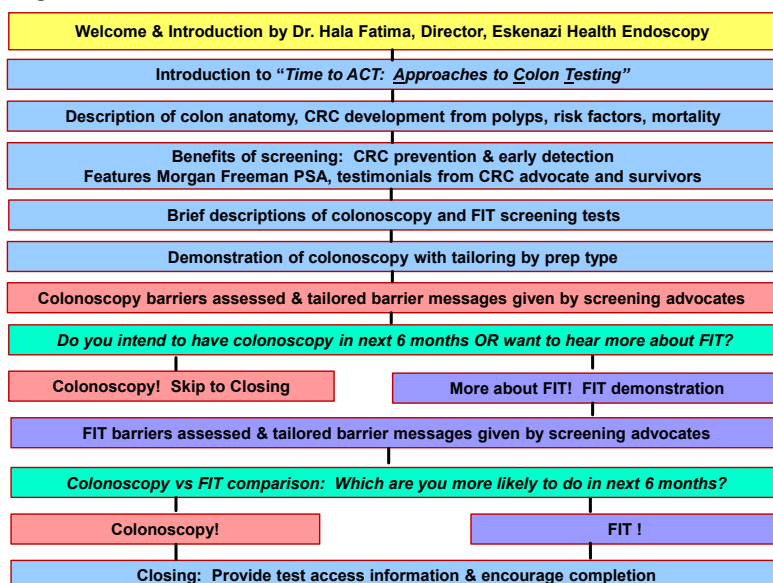 Welcome & Introduction by Dr. Hala Fatima, Director, Eskenazi Health Endoscopy
Introduction to "Time to ACT: Approaches to Colon Testing"
Description of colon anatomy, CRC development from polyps, risk factors, mortality
Benefits of screening: CRC prevention & early detection
Features Morgan Freeman PSA, testimonials from CRC advocate and survivors
Brief descriptions of colonoscopy and FIT screening tests
Demonstration of colonoscopy with tailoring by prep type
Colonoscopy barriers assessed & tailored barrier messages given by screening advocates
Do you intend to have colonoscopy in next 6 months OR want to hear more about FIT?
Colonoscopy! Skip to Closing
More about FIT! FIT demonstration
FIT barriers assessed & tailored barrier messages given by screening advocates
Colonoscopy vs FIT comparison: Which are you more likely to do in next 6 months?
Colonoscopy!
FIT !
Closing: Provide test access information & encourage completion